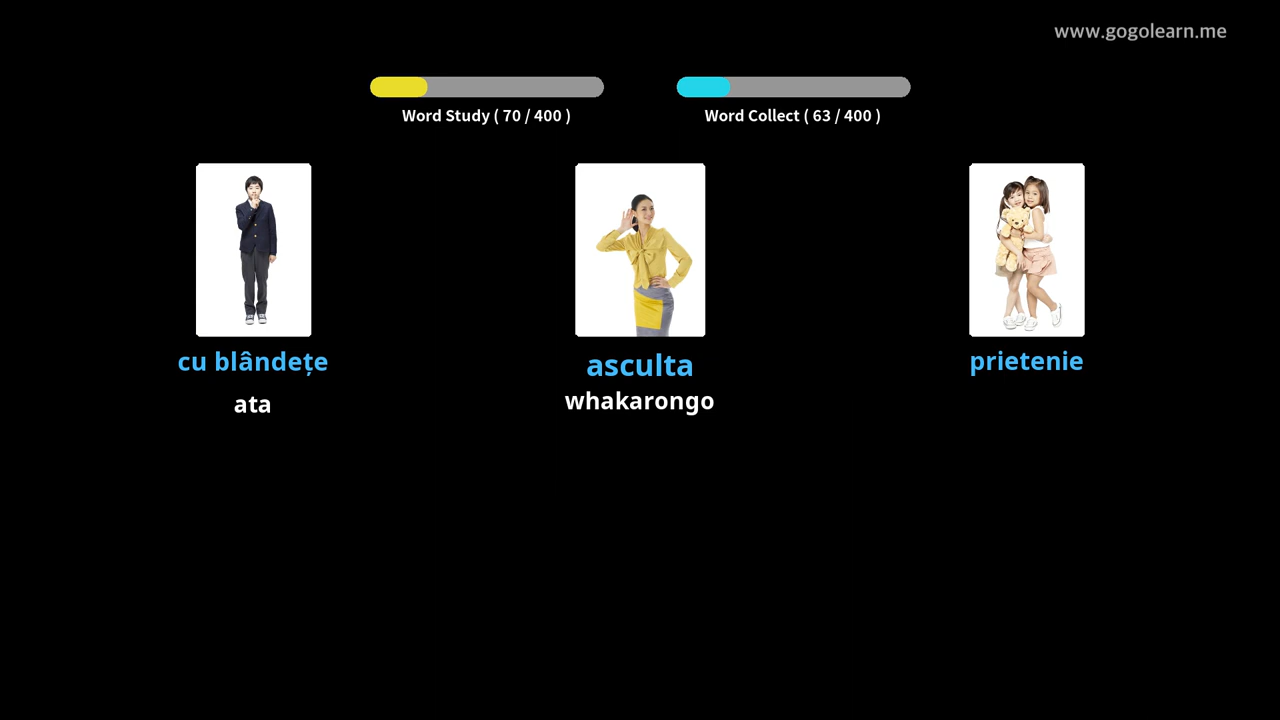 www.gogolearn.me
Word Study ( 70 / 400 )
Word Collect ( 63 / 400 )
cu blândețe
asculta
prietenie
ata
whakarongo